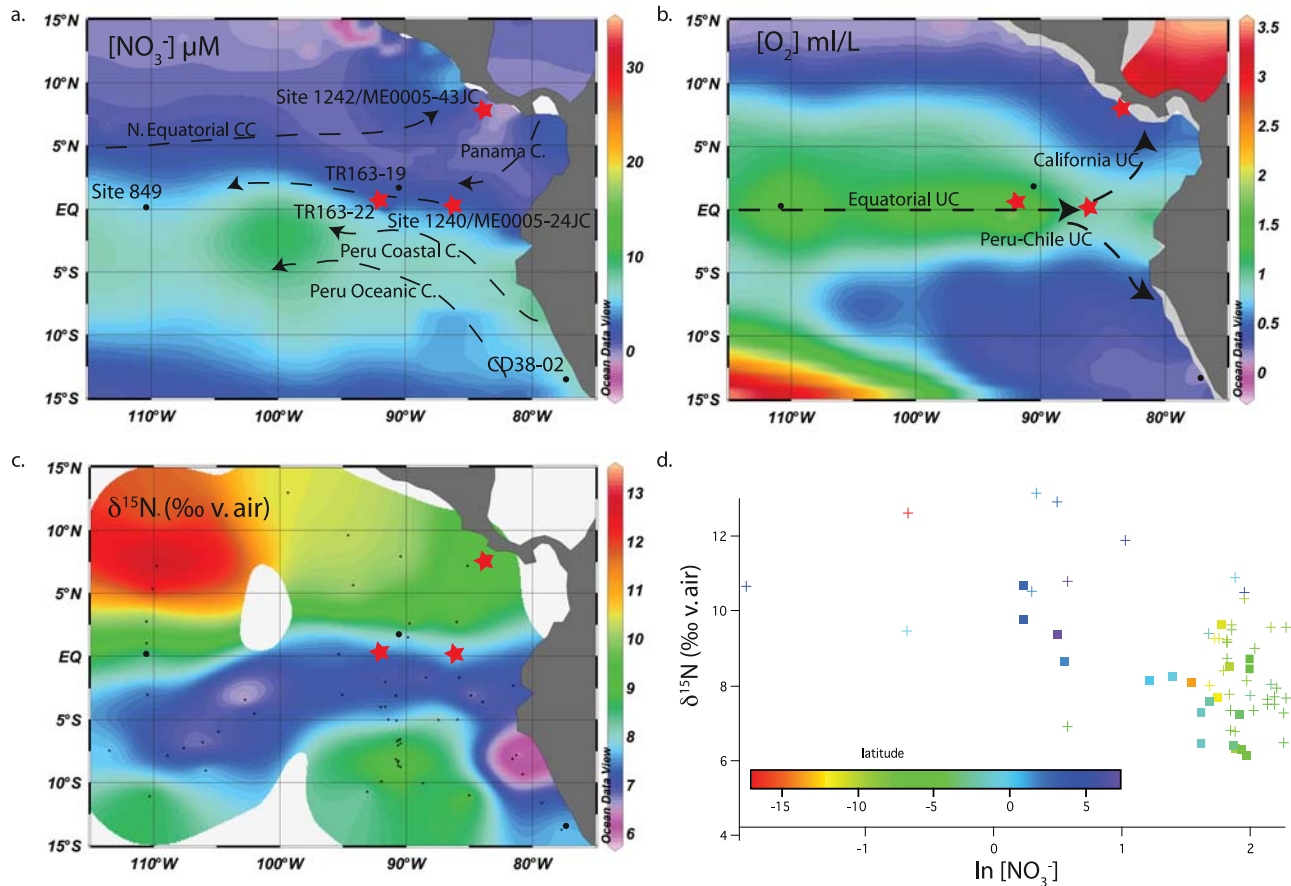 a.
[NO₃⁻] µM
15°N
10°N
5°N
EQ
5°S
10°S
15°S
110°W
100°W
90°W
80°W
Site 1242/ME0005-43JC
N. Equatorial CC
Panama C.
TR163-19
Site 849
TR163-22
Site 1240/ME0005-24JC
Peru Coastal C.
Peru Oceanic C.
CD38-02
30
20
10
0
Ocean Data View
b.
[O₂] ml/L
15°N
10°N
5°N
EQ
5°S
10°S
15°S
110°W
100°W
90°W
80°W
California UC
Equatorial UC
Peru-Chile UC
3.5
3
2.5
2
1.5
1
0.5
0
Ocean Data View
c.
δ¹⁵N (‰ v. air)
15°N
10°N
5°N
EQ
5°S
10°S
15°S
110°W
100°W
90°W
80°W
13
12
11
10
9
8
7
6
Ocean Data View
d.
δ¹⁵N (‰ v. air)
12
10
8
6
4
latitude
-15
-10
-5
0
5
-1
0
1
2
ln [NO₃⁻]